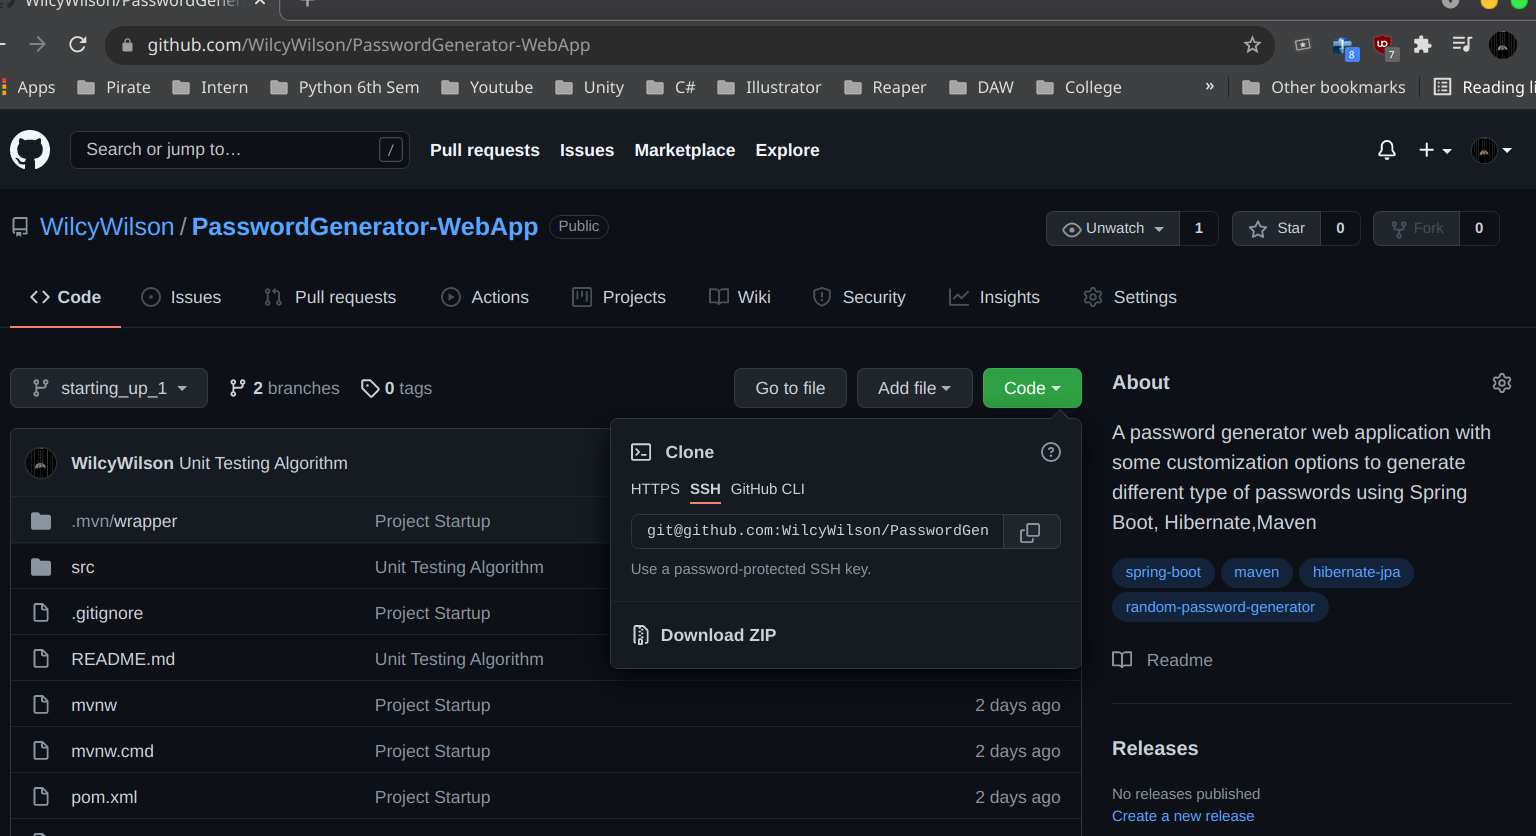 WilcyWilson/PasswordGener
github.com/WilcyWilson/PasswordGenerator-WebApp
8
UO
7
Apps Pirate Intern Python 6th Sem Youtube Unity C# Illustrator Reaper DAW College » Other bookmarks Reading li
Search or jump to… / Pull requests Issues Marketplace Explore
WilcyWilson / PasswordGenerator-WebApp Public Unwatch 1 Star 0 Fork 0
Code Issues Pull requests Actions Projects Wiki Security Insights Settings
starting_up_1 2 branches 0 tags Go to file Add file Code
WilcyWilson Unit Testing Algorithm
.mvn/wrapper Project Startup
src Unit Testing Algorithm
.gitignore Project Startup
README.md Unit Testing Algorithm
mvnw Project Startup 2 days ago
mvnw.cmd Project Startup 2 days ago
pom.xml Project Startup 2 days ago
Clone
HTTPS SSH GitHub CLI
git@github.com:WilcyWilson/PasswordGen
Use a password-protected SSH key.
Download ZIP
About
A password generator web application with
some customization options to generate
different type of passwords using Spring
Boot, Hibernate,Maven
spring-boot maven hibernate-jpa
random-password-generator
Readme
Releases
No releases published
Create a new release